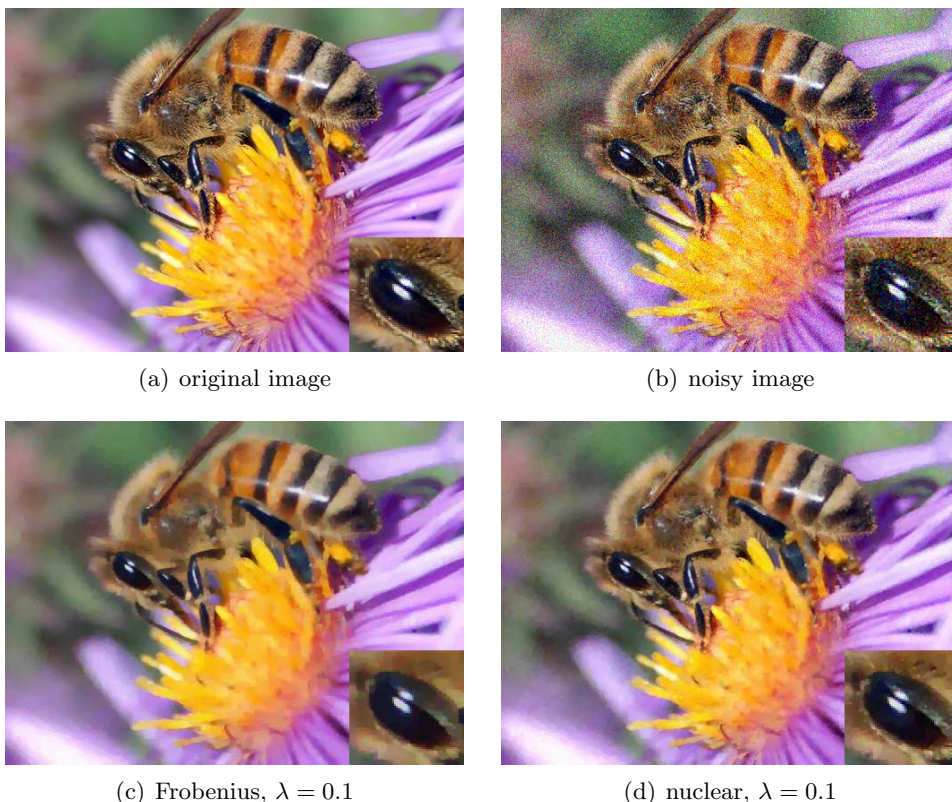 (a) original image
(b) noisy image
(c) Frobenius, λ = 0.1
(d) nuclear, λ = 0.1